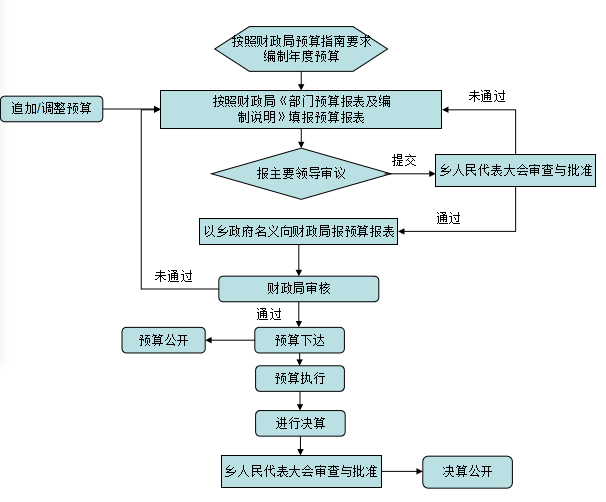 按照财政局预算指南要求
编制年度预算
追加/调整预算
按照财政局《部门预算报表及编
制说明》填报预算报表
未通过
报主要领导审议
提交
乡人民代表大会审查与批准
通过
以乡政府名义向财政局报预算报表
未通过
财政局审核
通过
预算公开
预算下达
预算执行
进行决算
乡人民代表大会审查与批准
决算公开